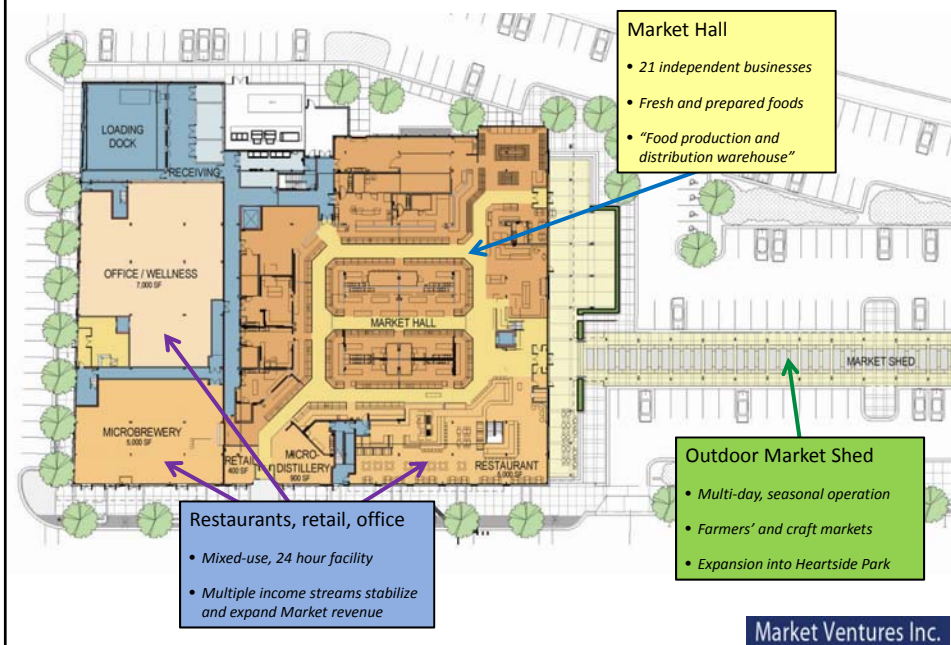 Market Hall
• 21 independent businesses
• Fresh and prepared foods
• “Food production and
distribution warehouse”
LOADING
DOCK
RECEIVING
OFFICE / WELLNESS
7,000 SF
MARKET HALL
MARKET SHED
MICROBREWERY
5,000 SF
RETAIL
400 SF
MICRO-
DISTILLERY
900 SF
RESTAURANT
5,000 SF
Outdoor Market Shed
• Multi-day, seasonal operation
• Farmers’ and craft markets
• Expansion into Heartside Park
Restaurants, retail, office
• Mixed-use, 24 hour facility
• Multiple income streams stabilize
and expand Market revenue
Market Ventures Inc.